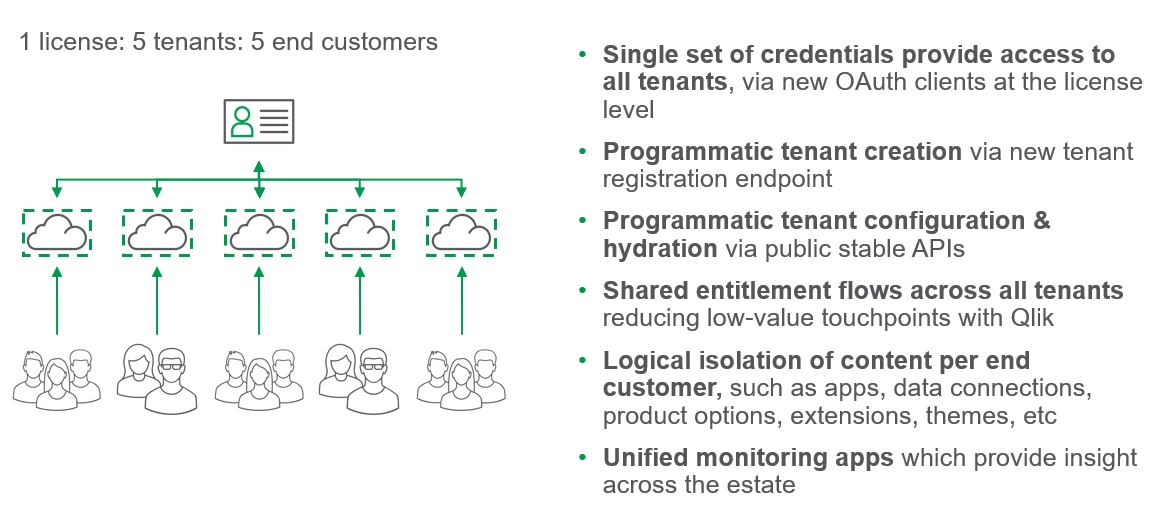 1 license: 5 tenants: 5 end customers
• Single set of credentials provide access to
all tenants, via new OAuth clients at the license
level
• Programmatic tenant creation via new tenant
registration endpoint
• Programmatic tenant configuration &
hydration via public stable APIs
• Shared entitlement flows across all tenants
reducing low-value touchpoints with Qlik
• Logical isolation of content per end
customer, such as apps, data connections,
product options, extensions, themes, etc
• Unified monitoring apps which provide insight
across the estate